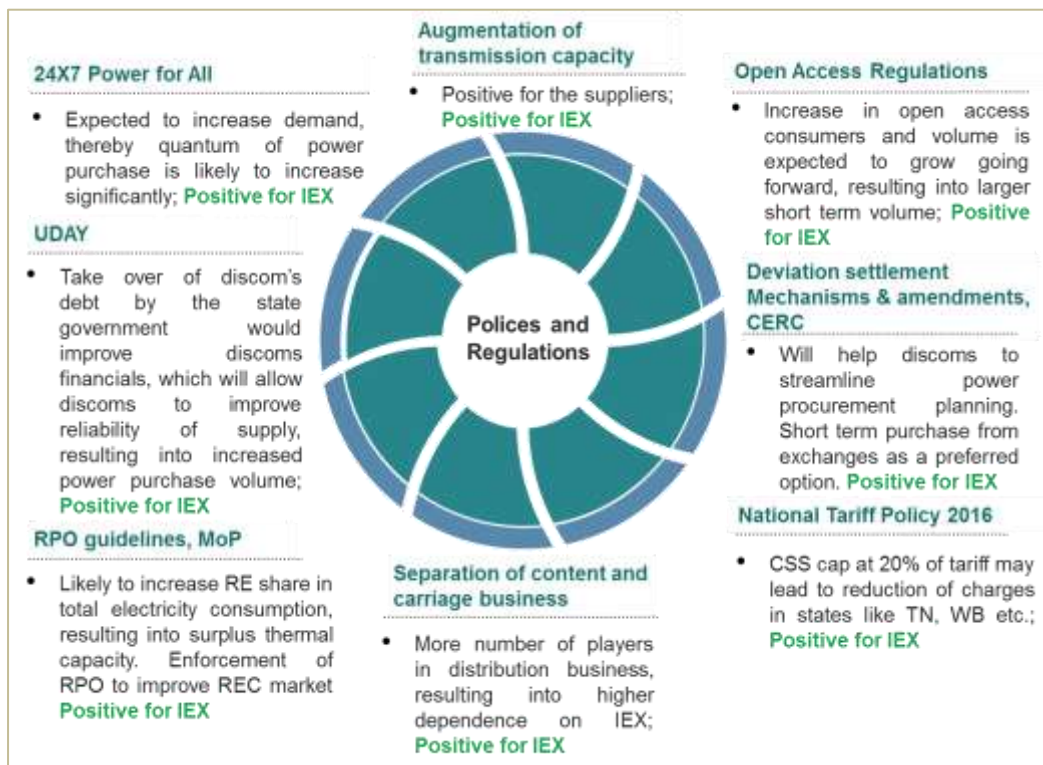 Augmentation of
transmission capacity
• Positive for the suppliers;
Positive for IEX
24X7 Power for All
• Expected to increase demand,
thereby quantum of power
purchase is likely to increase
significantly; Positive for IEX
UDAY
• Take over of discom's
debt by the state
government would
improve discoms
financials, which will allow
discoms to improve
reliability of supply,
resulting into increased
power purchase volume;
Positive for IEX
RPO guidelines, MoP
• Likely to increase RE share in
total electricity consumption,
resulting into surplus thermal
capacity. Enforcement of
RPO to improve REC market
Positive for IEX
Polices and
Regulations
Separation of content and
carriage business
• More number of players
in distribution business,
resulting into higher
dependence on IEX;
Positive for IEX
Open Access Regulations
• Increase in open access
consumers and volume is
expected to grow going
forward, resulting into larger
short term volume; Positive
for IEX
Deviation settlement
Mechanisms & amendments,
CERC
• Will help discoms to
streamline power
procurement planning.
Short term purchase from
exchanges as a preferred
option. Positive for IEX
National Tariff Policy 2016
• CSS cap at 20% of tariff may
lead to reduction of charges
in states like TN, WB etc.;
Positive for IEX